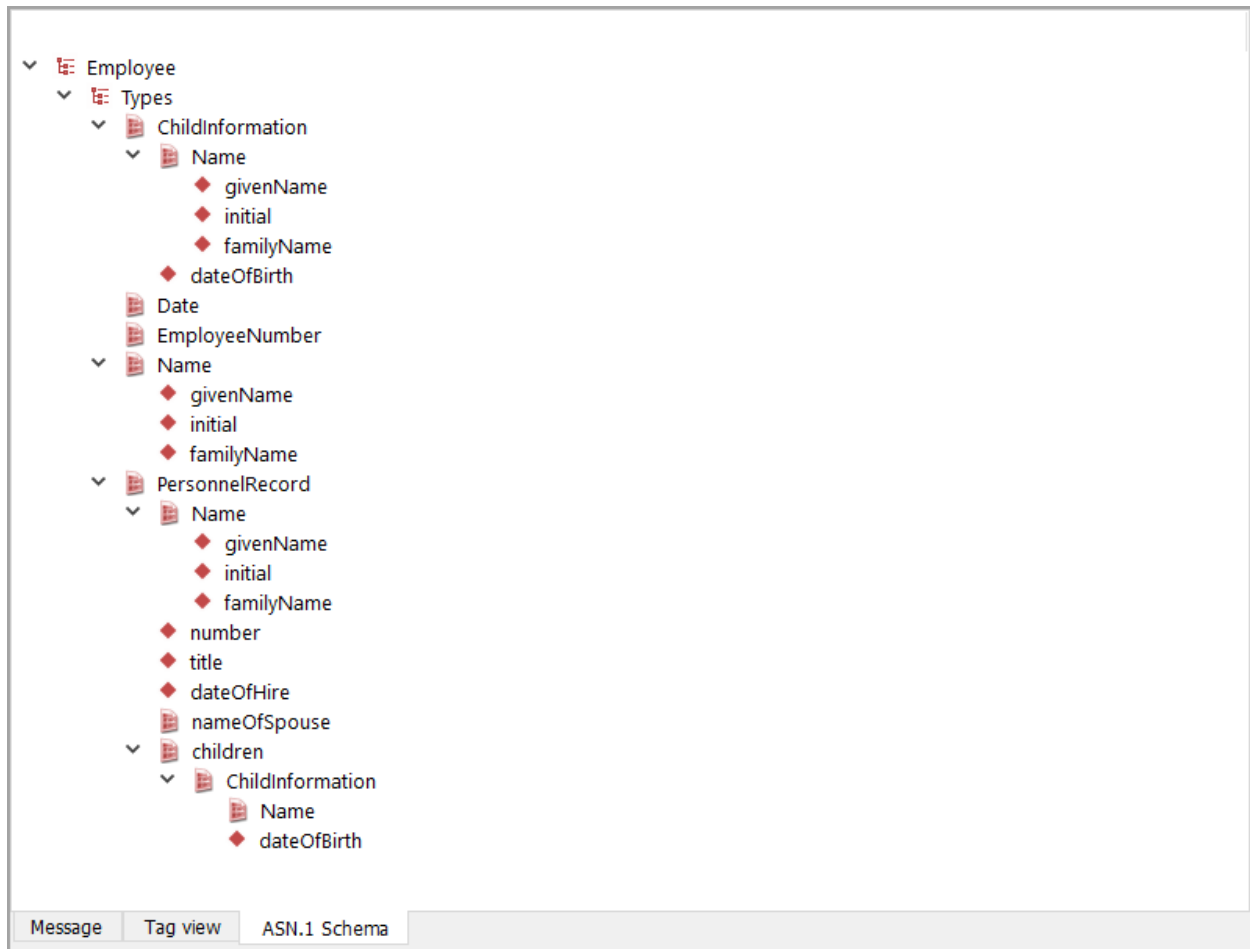 Employee
Types
ChildInformation
Name
givenName
initial
familyName
dateOfBirth
Date
EmployeeNumber
Name
givenName
initial
familyName
PersonnelRecord
Name
givenName
initial
familyName
number
title
dateOfHire
nameOfSpouse
children
ChildInformation
Name
dateOfBirth
Message Tag view ASN.1 Schema